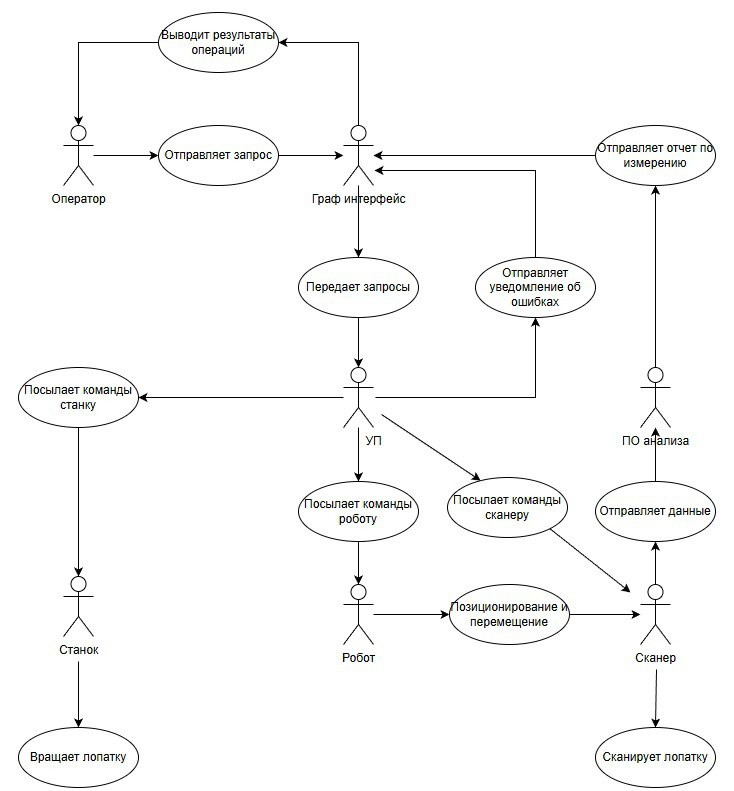 Выводит результаты
операций
Отправляет запрос
Отправляет отчет по
измерению
Оператор
Граф интерфейс
Передает запросы
Отправляет
уведомление об
ошибках
Посылает команды
станку
УП
ПО анализа
Посылает команды
роботу
Посылает команды
сканеру
Отправляет данные
Позиционирование и
перемещение
Станок
Робот
Сканер
Вращает лопатку
Сканирует лопатку